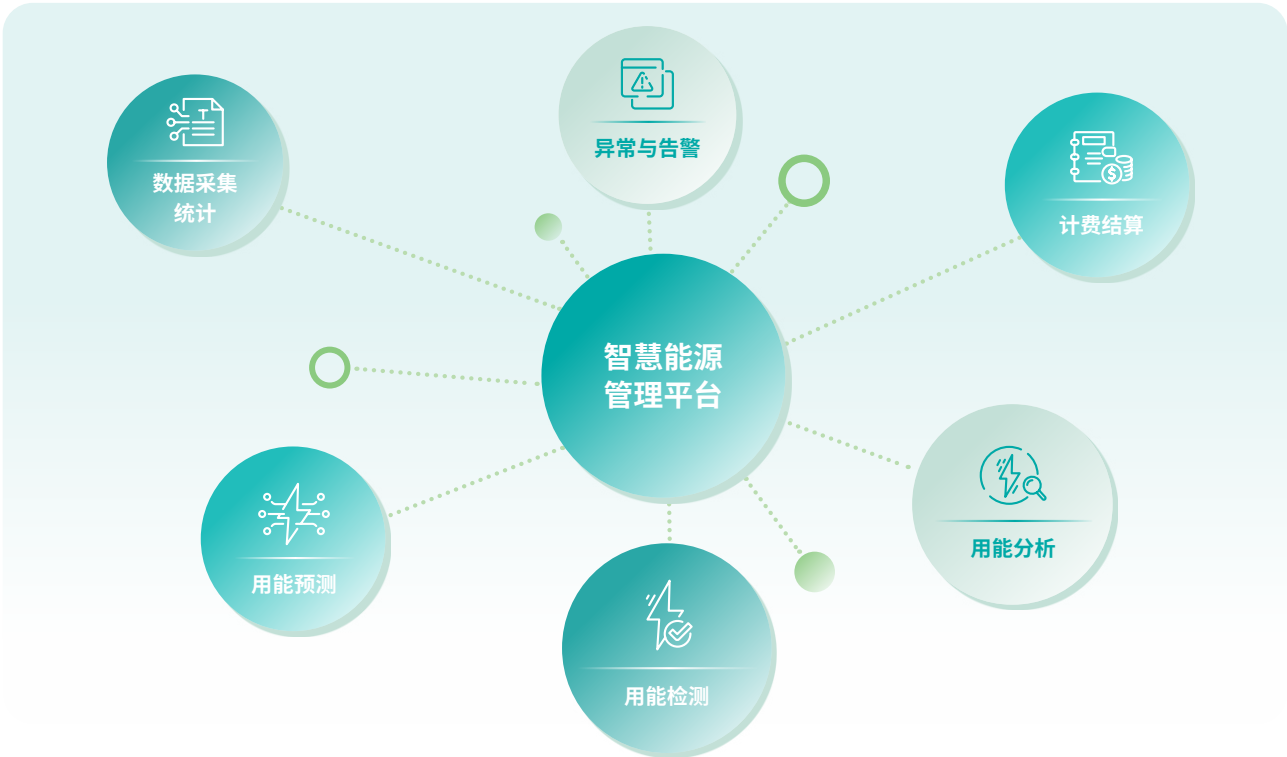 异常与告警
数据采集
统计
计费结算
智慧能源
管理平台
用能分析
用能预测
用能检测